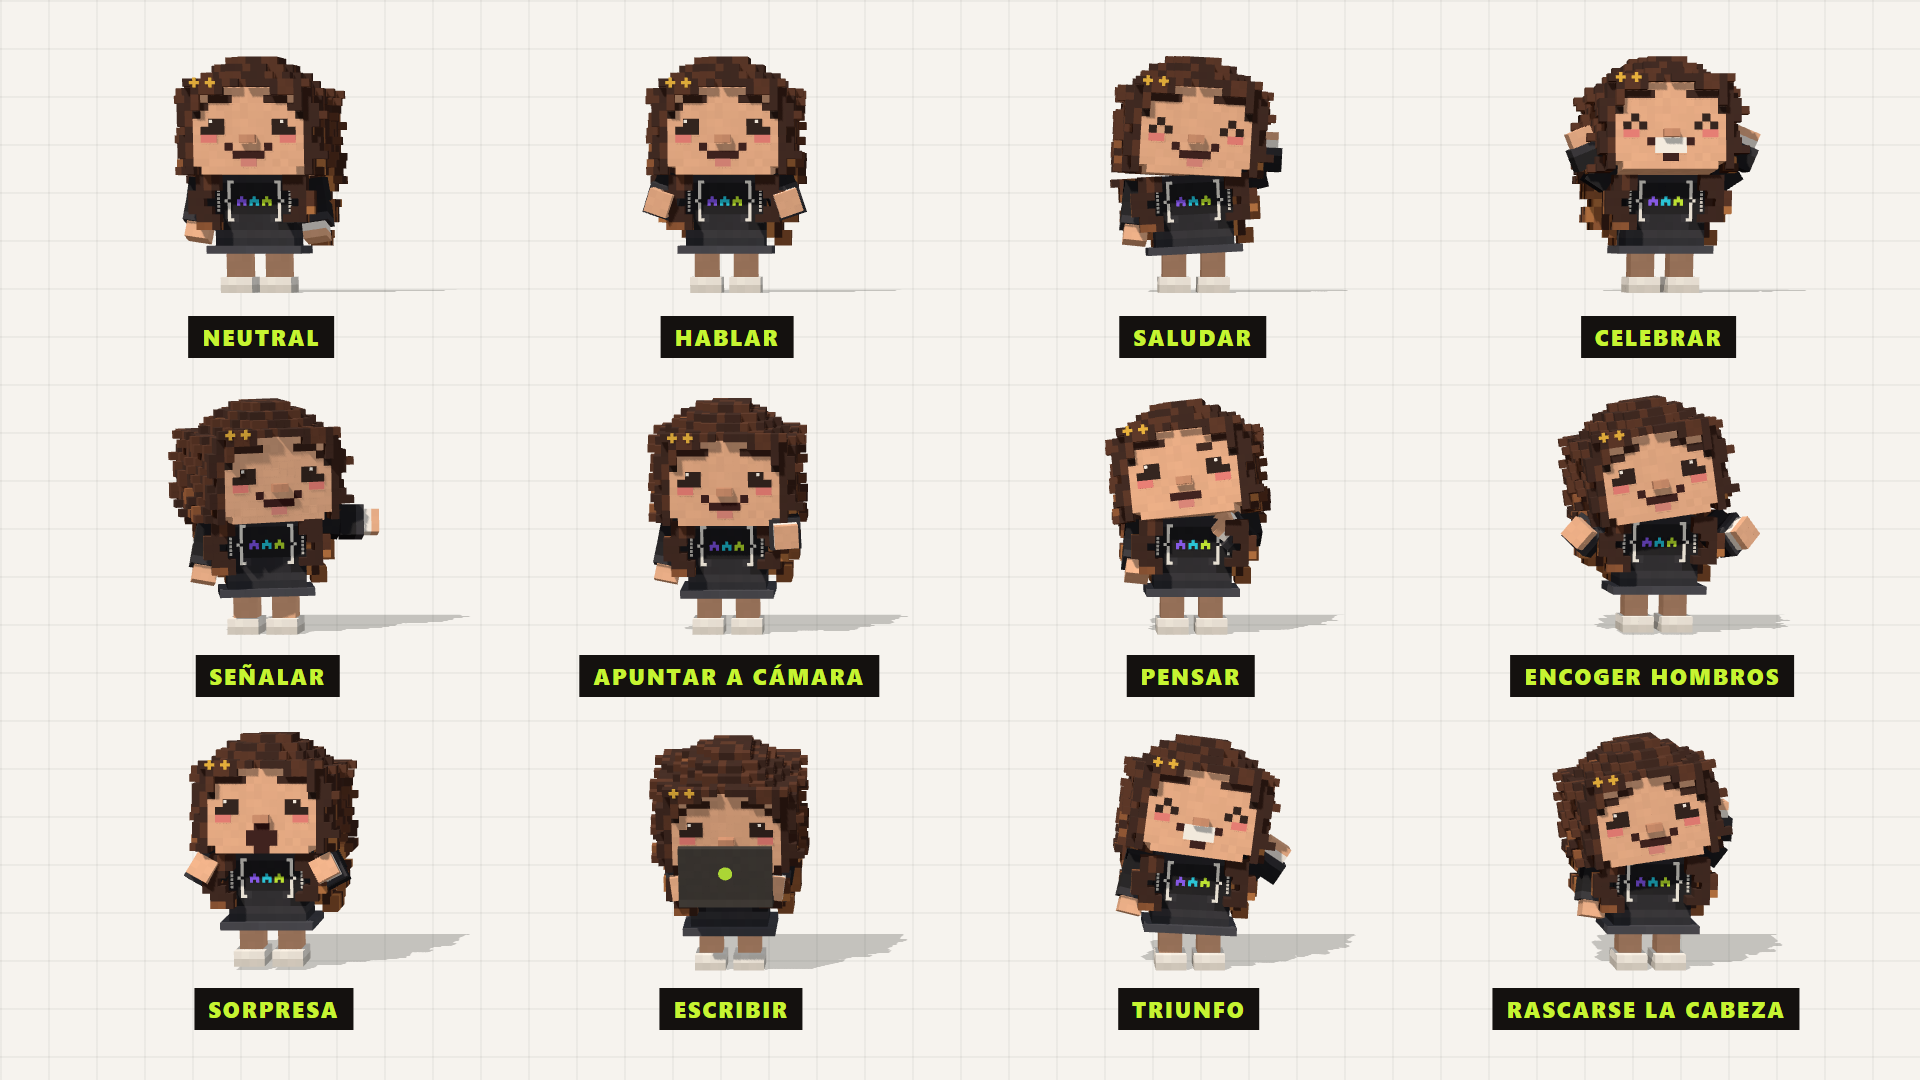 NEUTRAL
HABLAR
SALUDAR
CELEBRAR
SEÑALAR
APUNTAR A CÁMARA
PENSAR
ENCOGER HOMBROS
SORPRESA
ESCRIBIR
TRIUNFO
RASCARSE LA CABEZA